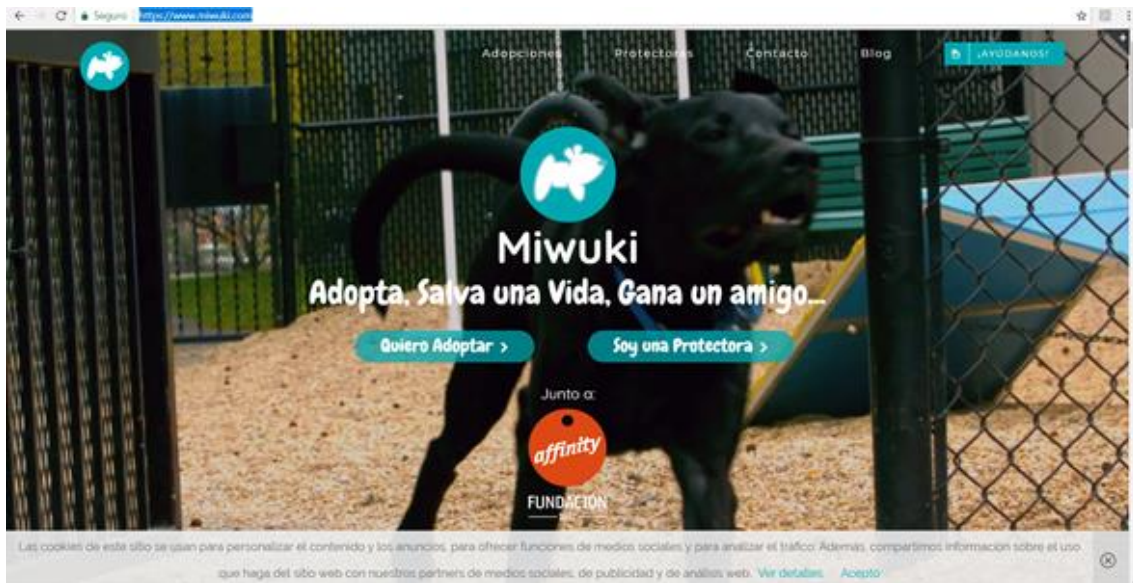 Seguro
https://www.miwuki.com
Adopciones Protectoras Contacto Blog ¡AYÚDANOS!
Miwuki
Adopta, Salva una Vida, Gana un amigo...
Quiero Adoptar > Soy una Protectora >
Junto a:
affinity
FUNDACIÓN
Las cookies de este sitio se usan para personalizar el contenido y los anuncios, para ofrecer funciones de medios sociales y para analizar el tráfico. Además, compartimos información sobre el uso
que haga del sitio web con nuestros partners de medios sociales, de publicidad y de análisis web. Ver detalles Acepto